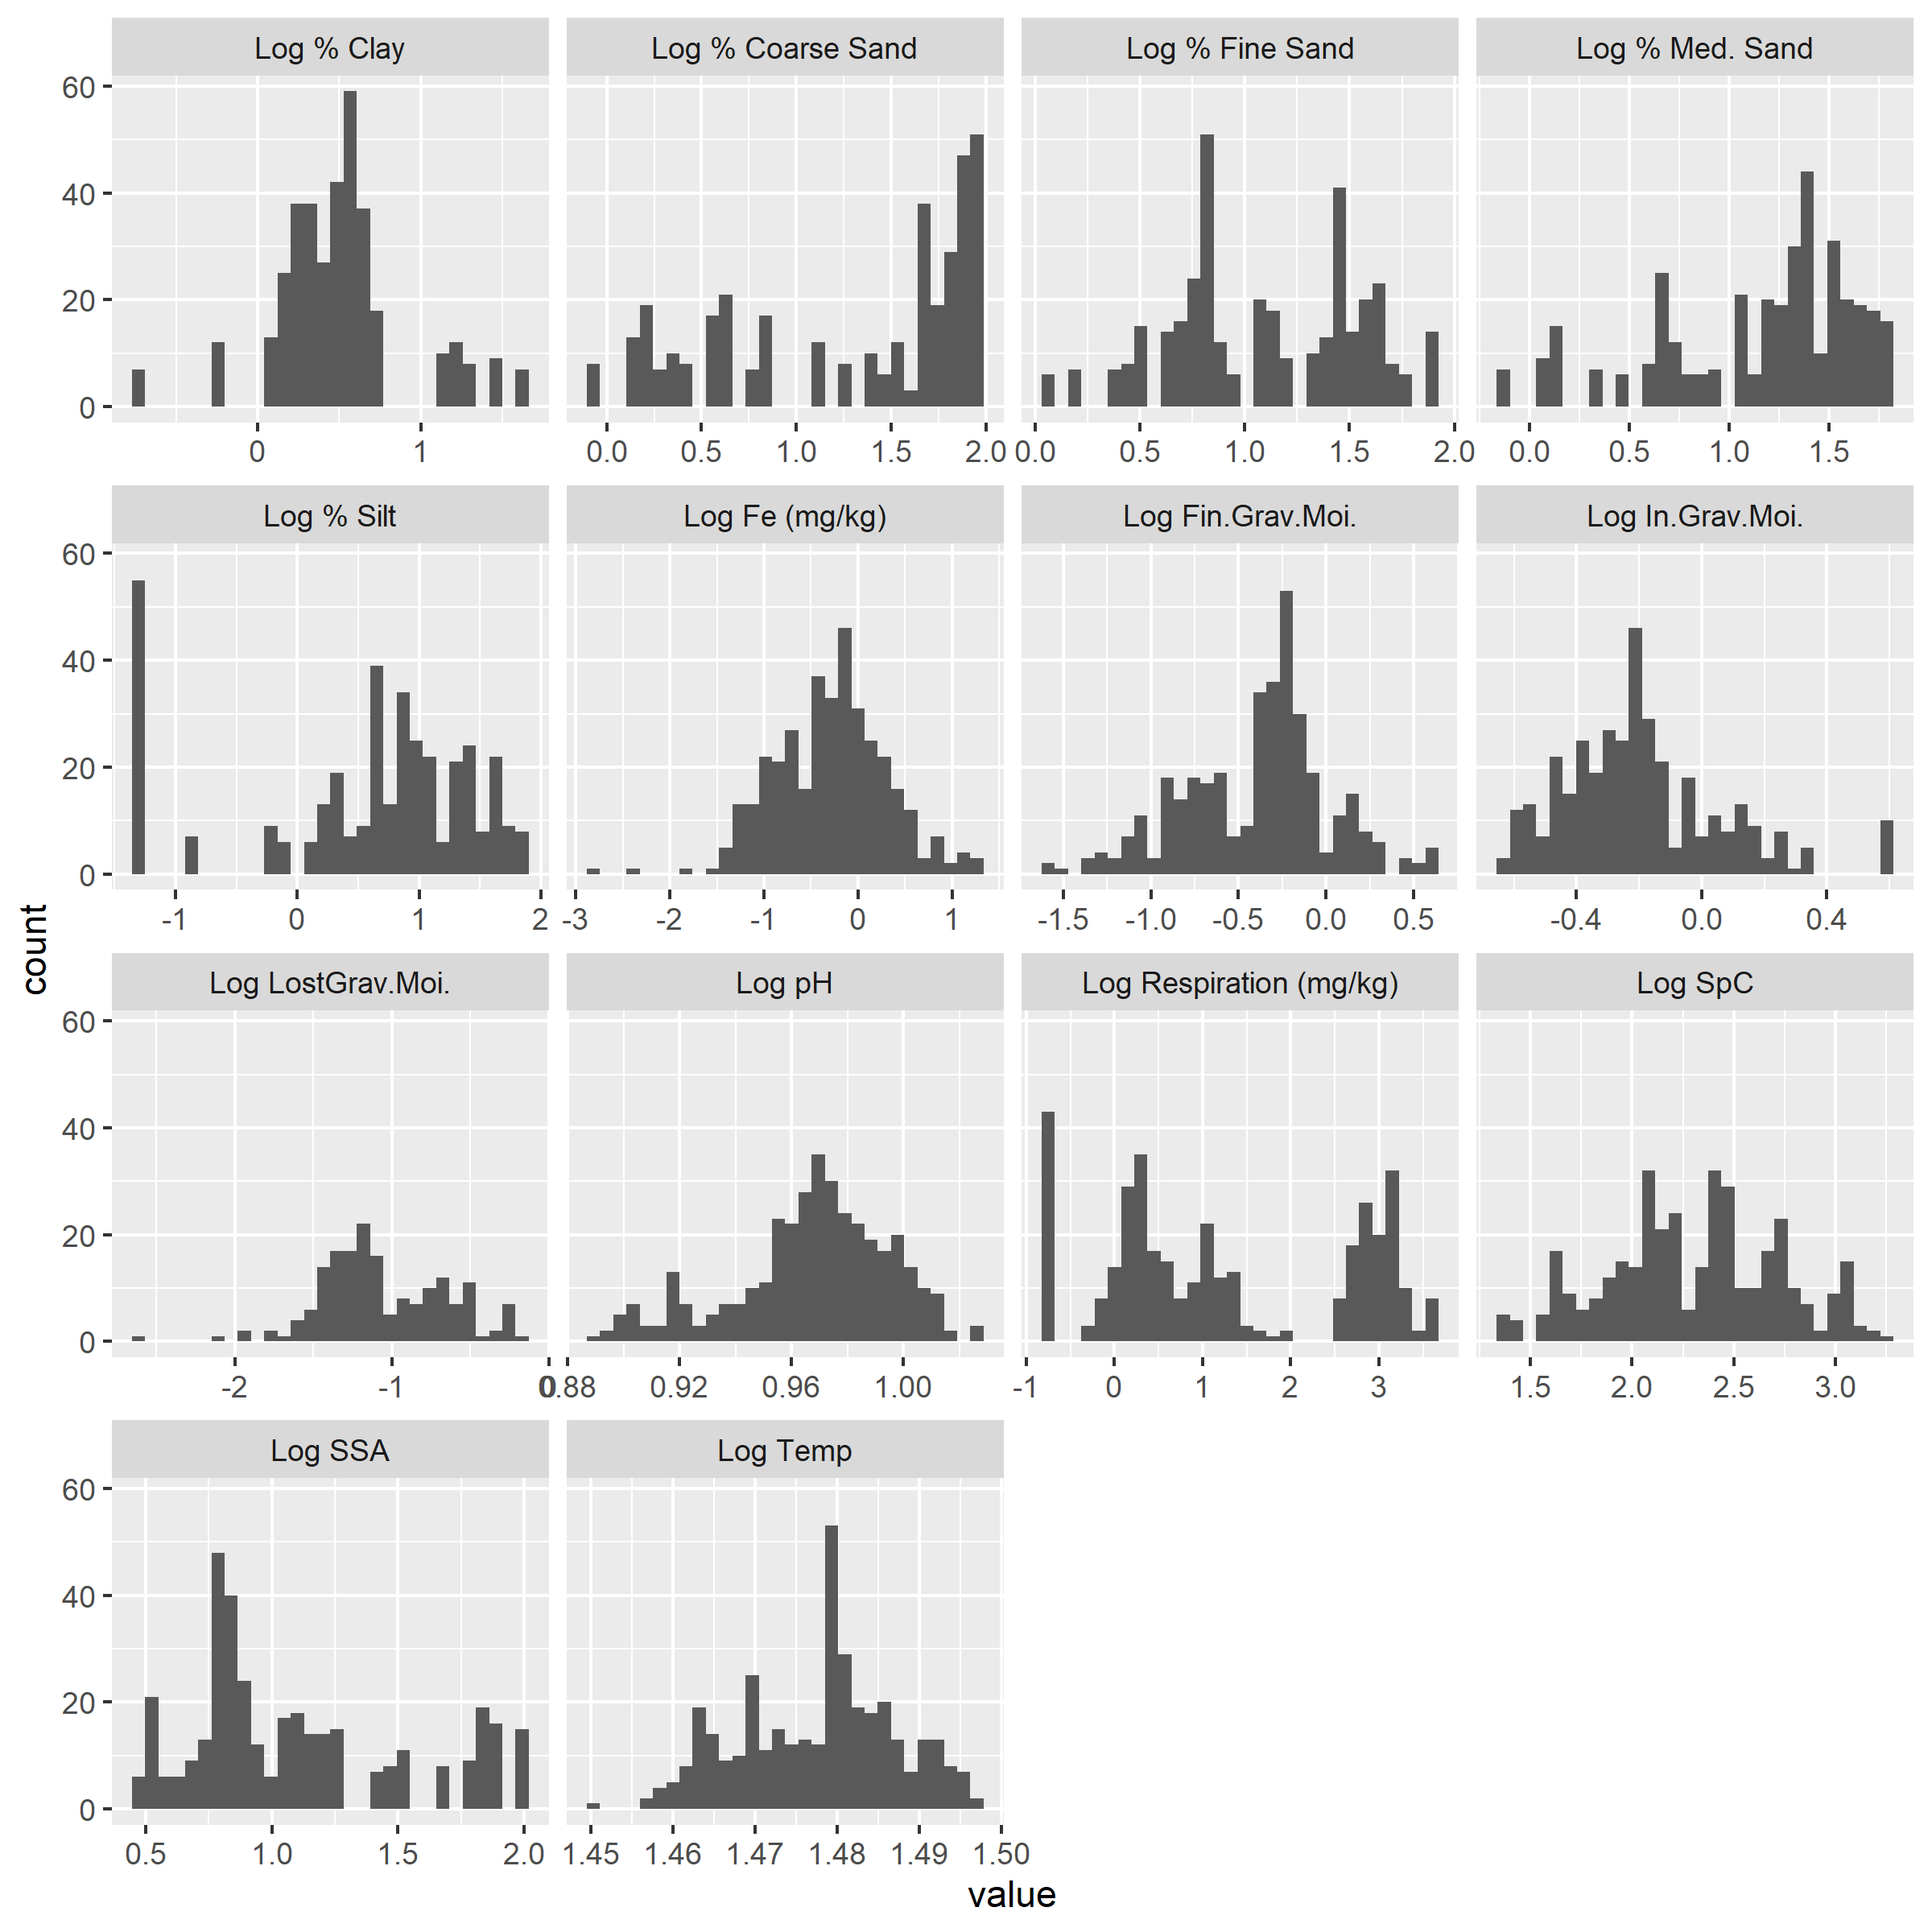 Log % Clay Log % Coarse Sand Log % Fine Sand Log % Med. Sand
60
40
20
0
0 1 0.0 0.5 1.0 1.5 2.0 0.0 0.5 1.0 1.5 2.0 0.0 0.5 1.0 1.5
Log % Silt Log Fe (mg/kg) Log Fin.Grav.Moi. Log In.Grav.Moi.
60
40
20
0
-1 0 1 2 -3 -2 -1 0 1 -1.5 -1.0 -0.5 0.0 0.5 -0.4 0.0 0.4
count
Log LostGrav.Moi. Log pH Log Respiration (mg/kg) Log SpC
60
40
20
0
-2 -1 0 0.88 0.92 0.96 1.00 -1 0 1 2 3 1.5 2.0 2.5 3.0
Log SSA Log Temp
60
40
20
0
0.5 1.0 1.5 2.0 1.45 1.46 1.47 1.48 1.49 1.50
value